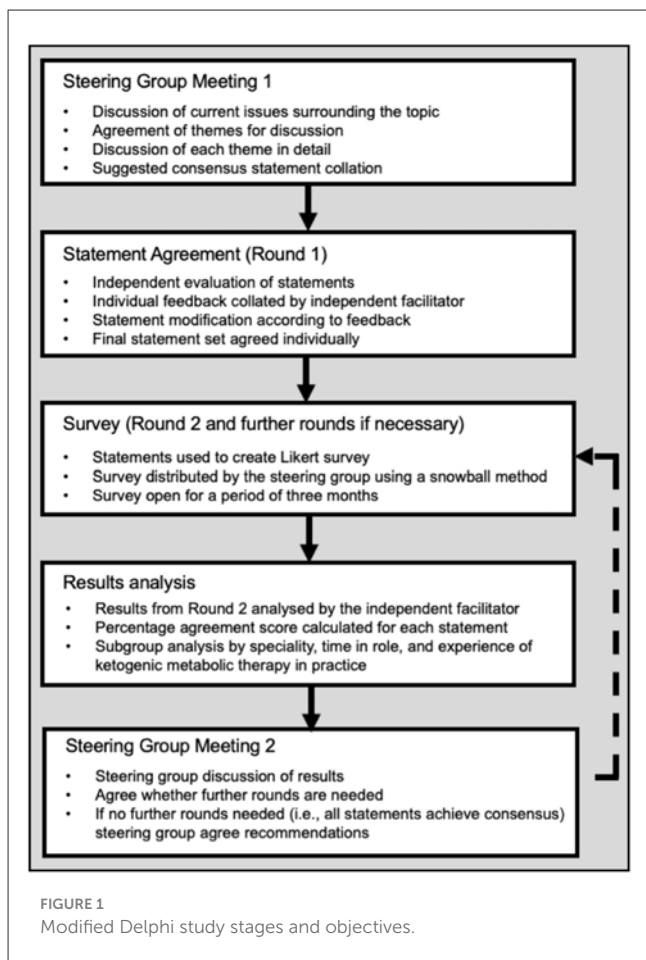 Steering Group Meeting 1
• Discussion of current issues surrounding the topic
• Agreement of themes for discussion
• Discussion of each theme in detail
• Suggested consensus statement collation
Statement Agreement (Round 1)
• Independent evaluation of statements
• Individual feedback collated by independent facilitator
• Statement modification according to feedback
• Final statement set agreed individually
Survey (Round 2 and further rounds if necessary)
• Statements used to create Likert survey
• Survey distributed by the steering group using a snowball method
• Survey open for a period of three months
Results analysis
• Results from Round 2 analysed by the independent facilitator
• Percentage agreement score calculated for each statement
• Subgroup analysis by speciality, time in role, and experience of
ketogenic metabolic therapy in practice
Steering Group Meeting 2
• Steering group discussion of results
• Agree whether further rounds are needed
• If no further rounds needed (i.e., all statements achieve consensus)
steering group agree recommendations
FIGURE 1
Modified Delphi study stages and objectives.